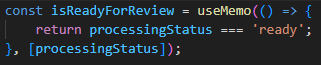 const isReadyForReview = useMemo(() => {
    return processingStatus === 'ready';
}, [processingStatus]);